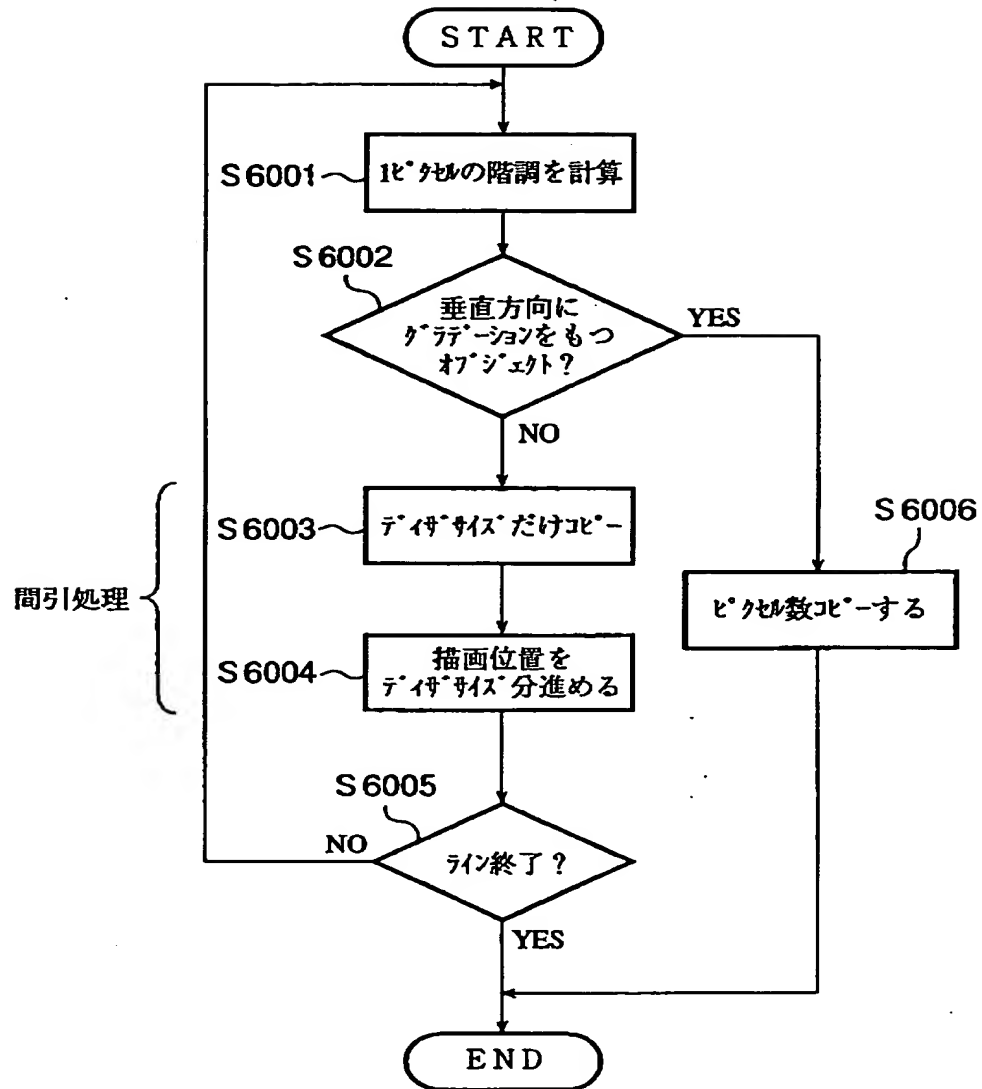 START
S6001
1ﾋﾟｸｾﾙの階調を計算
S6002
垂直方向に
ｸﾞﾗﾃﾞｰｼｮﾝをもつ
ｵﾌﾞｼﾞｪｸﾄ?
YES
NO
S6003
ﾃﾞｨｻﾞｻｲｽﾞだけｺﾋﾟｰ
S6006
ﾋﾟｸｾﾙ数ｺﾋﾟｰする
間引処理
S6004
描画位置を
ﾃﾞｨｻﾞｻｲｽﾞ分進める
S6005
NO
ﾗｲﾝ終了?
YES
END